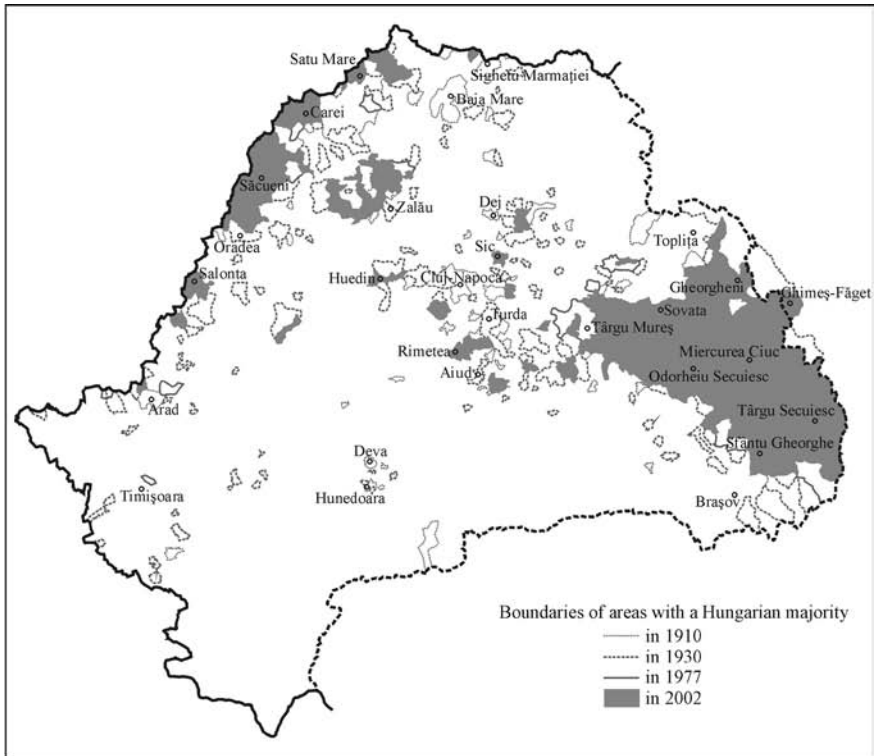 Satu Mare
Sighetu Marmației
Baia Mare
Carei
Săcueni
Zalău
Dej
Toplița
Oradea
Sic
Salonta
Huedin
Cluj-Napoca
Gheorgheni
Ghimeș-Făget
Sovata
Turda
Târgu Mureș
Rimetea
Miercurea Ciuc
Aiud
Odorheiu Secuiesc
Arad
Târgu Secuiesc
Deva
Sfântu Gheorghe
Timișoara
Hunedoara
Brașov
Boundaries of areas with a Hungarian majority
in 1910
in 1930
in 1977
in 2002